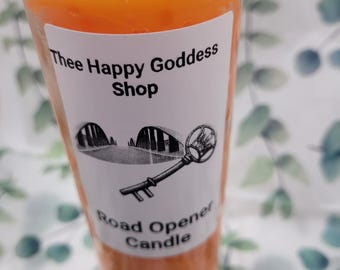 Thee Happy Goddess
Shop
Road Opener
Candle